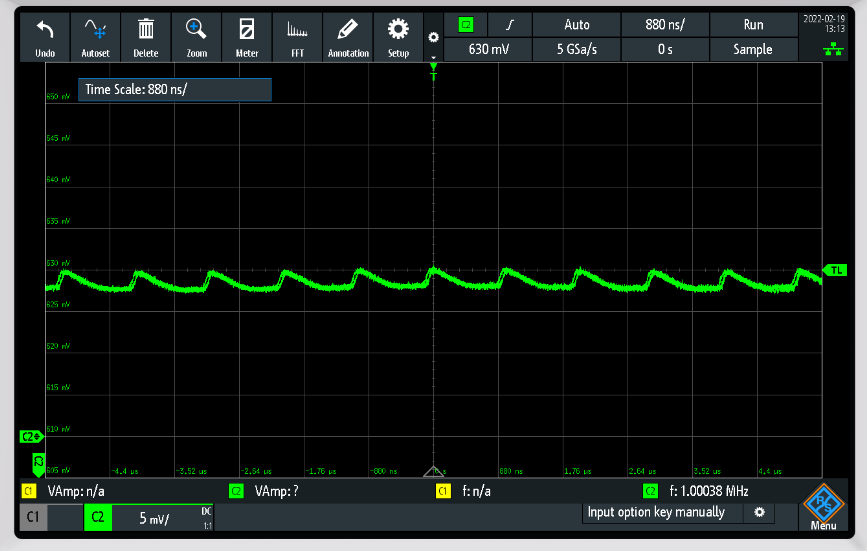 Undo Autoset Delete Zoom Meter FFT Annotation Setup
C2 Auto 880 ns/ Run
630 mV 5 GSa/s 0 s Sample
2022-02-19
13:13
Time Scale: 880 ns/
T
650 mV
645 mV
640 mV
635 mV
630 mV
TL
625 mV
620 mV
615 mV
610 mV
C2
605 mV
C2
-4.4 µs -3.52 µs -2.64 µs -1.76 µs -880 ns 0 s 880 ns 1.76 µs 2.64 µs 3.52 µs 4.4 µs
C1 VAmp: n/a C2 VAmp: ? C1 f: n/a C2 f: 1.00038 MHz
C1 C2 5 mV/ DC 1:1
Input option key manually
R&S
Menu